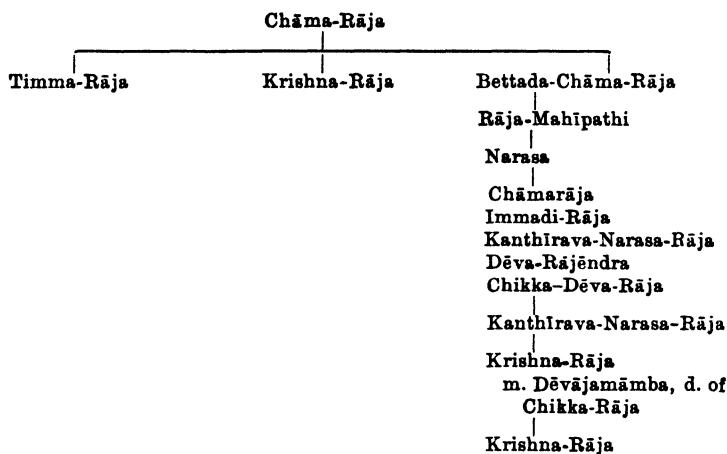 Chāma-Rāja
Timma-Rāja Krishna-Rāja Bettada-Chāma-Rāja
Rāja-Mahīpathi
Narasa
Chāmarāja
Immadi-Rāja
Kanthīrava-Narasa-Rāja
Dēva-Rājēndra
Chikka-Dēva-Rāja
Kanthīrava-Narasa-Rāja
Krishna-Rāja
m. Dēvājamāmba, d. of
Chikka-Rāja
Krishna-Rāja